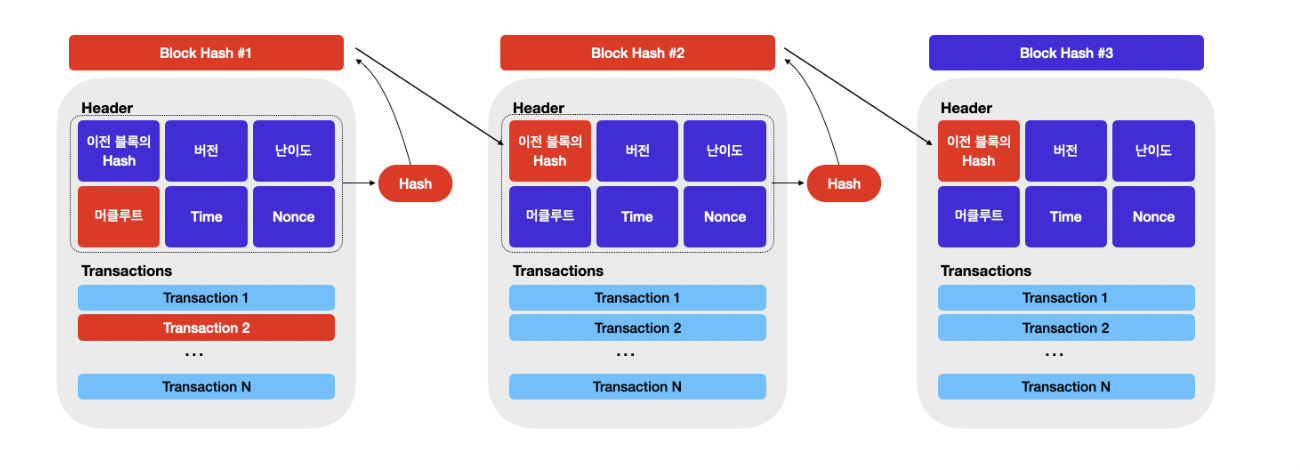 Block Hash #1
Block Hash #2
Block Hash #3
Header
이전 블록의
Hash
버전
난이도
머클루트
Time
Nonce
Hash
Transactions
Transaction 1
Transaction 2
...
Transaction N
Header
이전 블록의
Hash
버전
난이도
머클루트
Time
Nonce
Hash
Transactions
Transaction 1
Transaction 2
...
Transaction N
Header
이전 블록의
Hash
버전
난이도
머클루트
Time
Nonce
Transactions
Transaction 1
Transaction 2
...
Transaction N